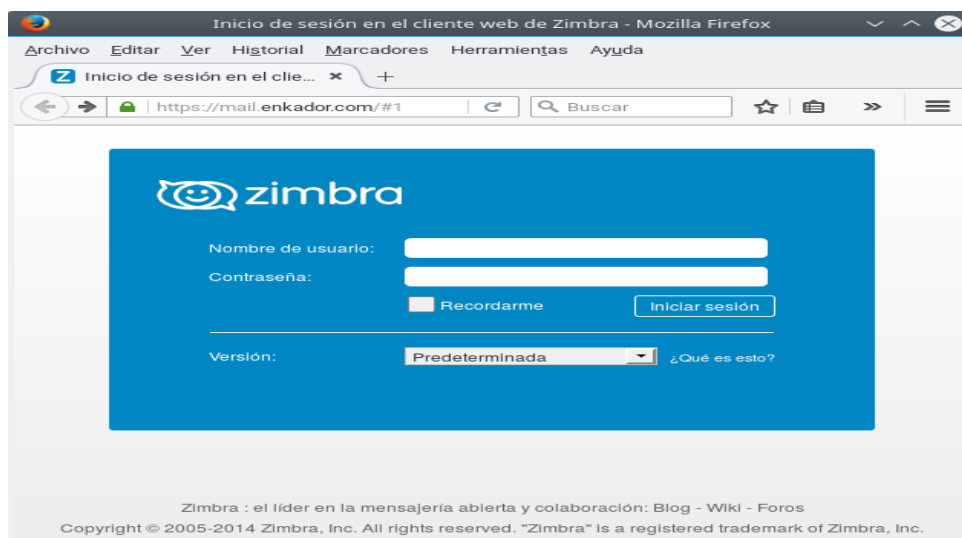 Inicio de sesión en el cliente web de Zimbra - Mozilla Firefox
Archivo Editar Ver Historial Marcadores Herramientas Ayuda
Z Inicio de sesión en el clie...
https://mail.enkador.com/#1 Buscar
zimbra
Nombre de usuario:
Contraseña:
Recordarme Iniciar sesión
Versión: Predeterminada ¿Qué es esto?
Zimbra : el líder en la mensajería abierta y colaboración: Blog - Wiki - Foros
Copyright © 2005-2014 Zimbra, Inc. All rights reserved. "Zimbra" is a registered trademark of Zimbra, Inc.